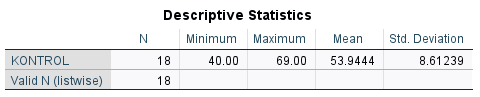 Descriptive Statistics
N Minimum Maximum Mean Std. Deviation
KONTROL 18 40.00 69.00 53.9444 8.61239
Valid N (listwise) 18